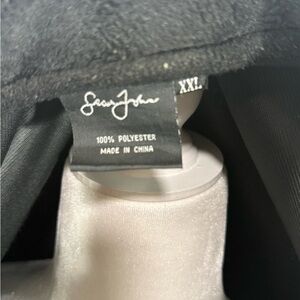 Sean John
XXL
100% POLYESTER
MADE IN CHINA